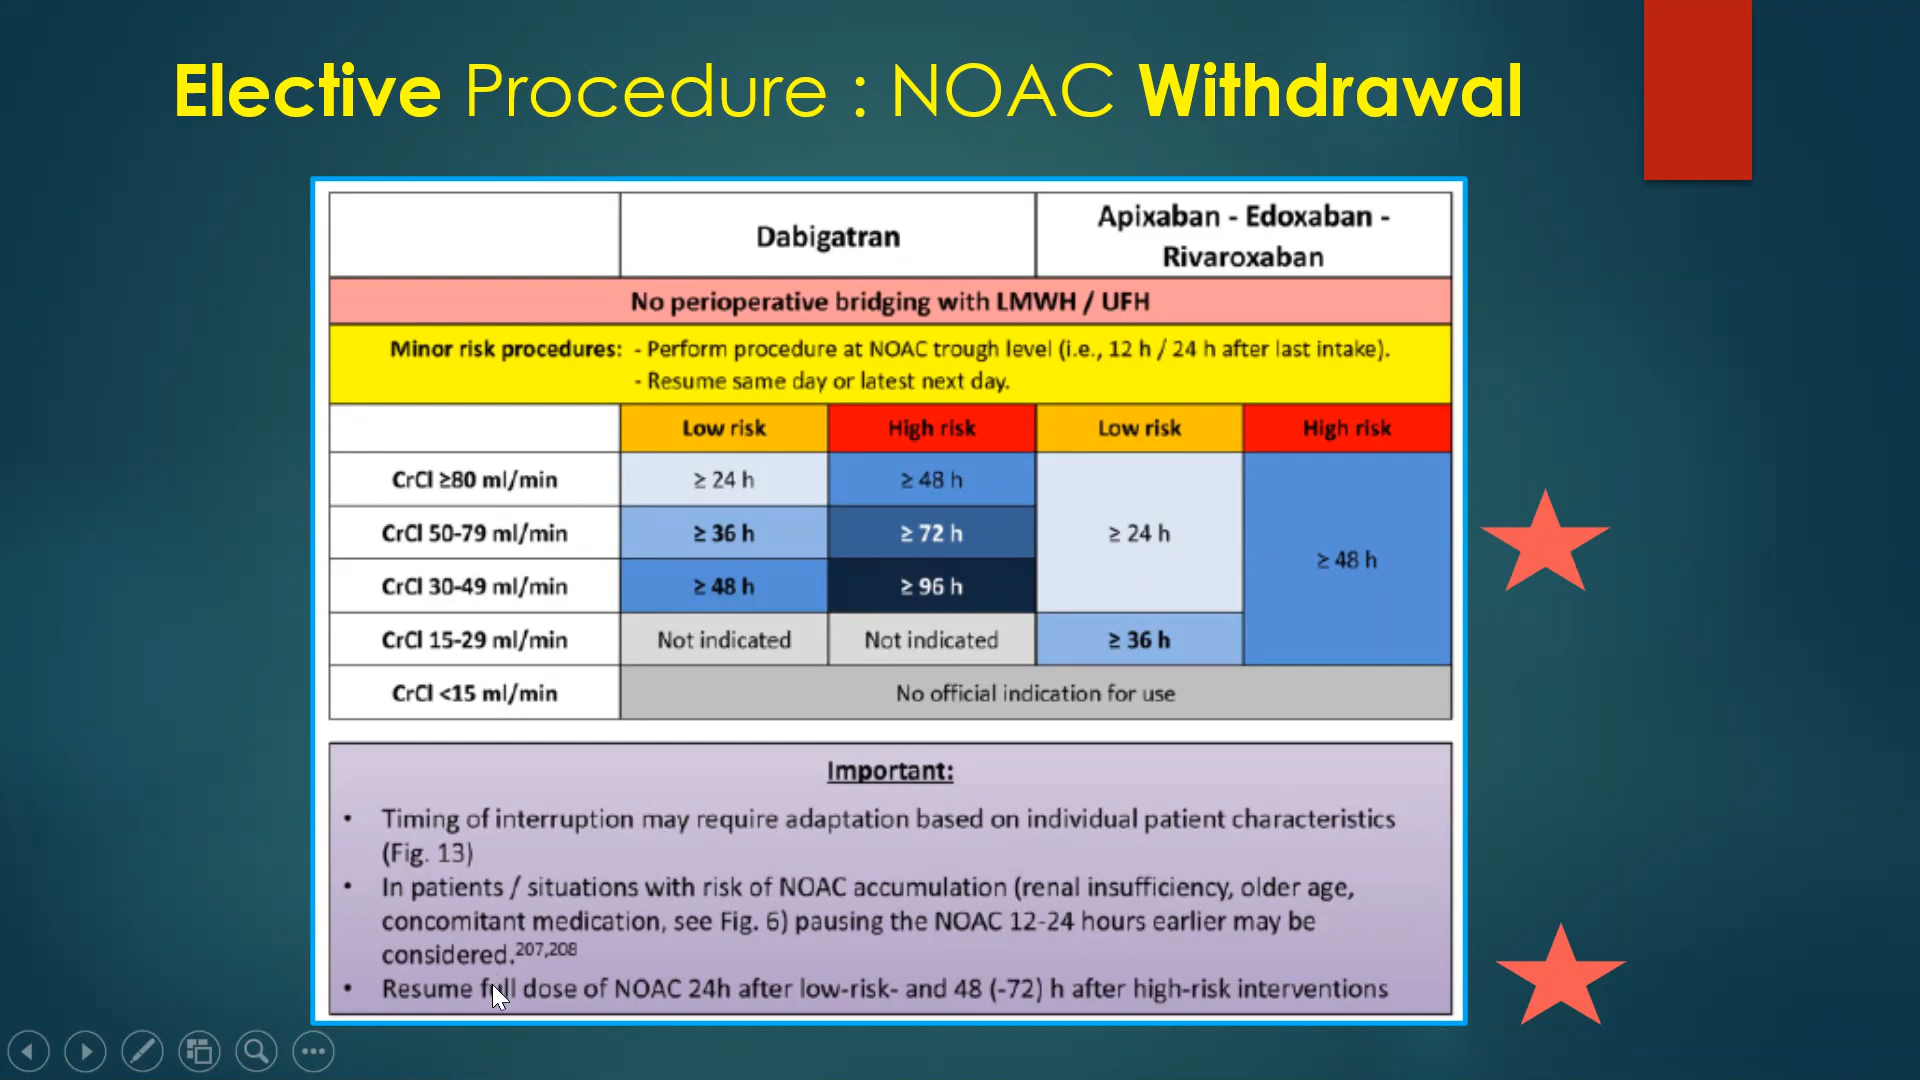 Elective Procedure : NOAC Withdrawal
Dabigatran
Apixaban - Edoxaban -
Rivaroxaban
No perioperative bridging with LMWH / UFH
Minor risk procedures: - Perform procedure at NOAC trough level (i.e., 12 h / 24 h after last intake).
- Resume same day or latest next day.
Low risk High risk Low risk High risk
CrCl ≥80 ml/min ≥ 24 h ≥ 48 h
CrCl 50-79 ml/min ≥ 36 h ≥ 72 h ≥ 24 h
≥ 48 h
CrCl 30-49 ml/min ≥ 48 h ≥ 96 h
CrCl 15-29 ml/min Not indicated Not indicated ≥ 36 h
CrCl <15 ml/min No official indication for use
Important:
• Timing of interruption may require adaptation based on individual patient characteristics
(Fig. 13)
• In patients / situations with risk of NOAC accumulation (renal insufficiency, older age,
concomitant medication, see Fig. 6) pausing the NOAC 12-24 hours earlier may be
considered.207,208
• Resume full dose of NOAC 24h after low-risk- and 48 (-72) h after high-risk interventions